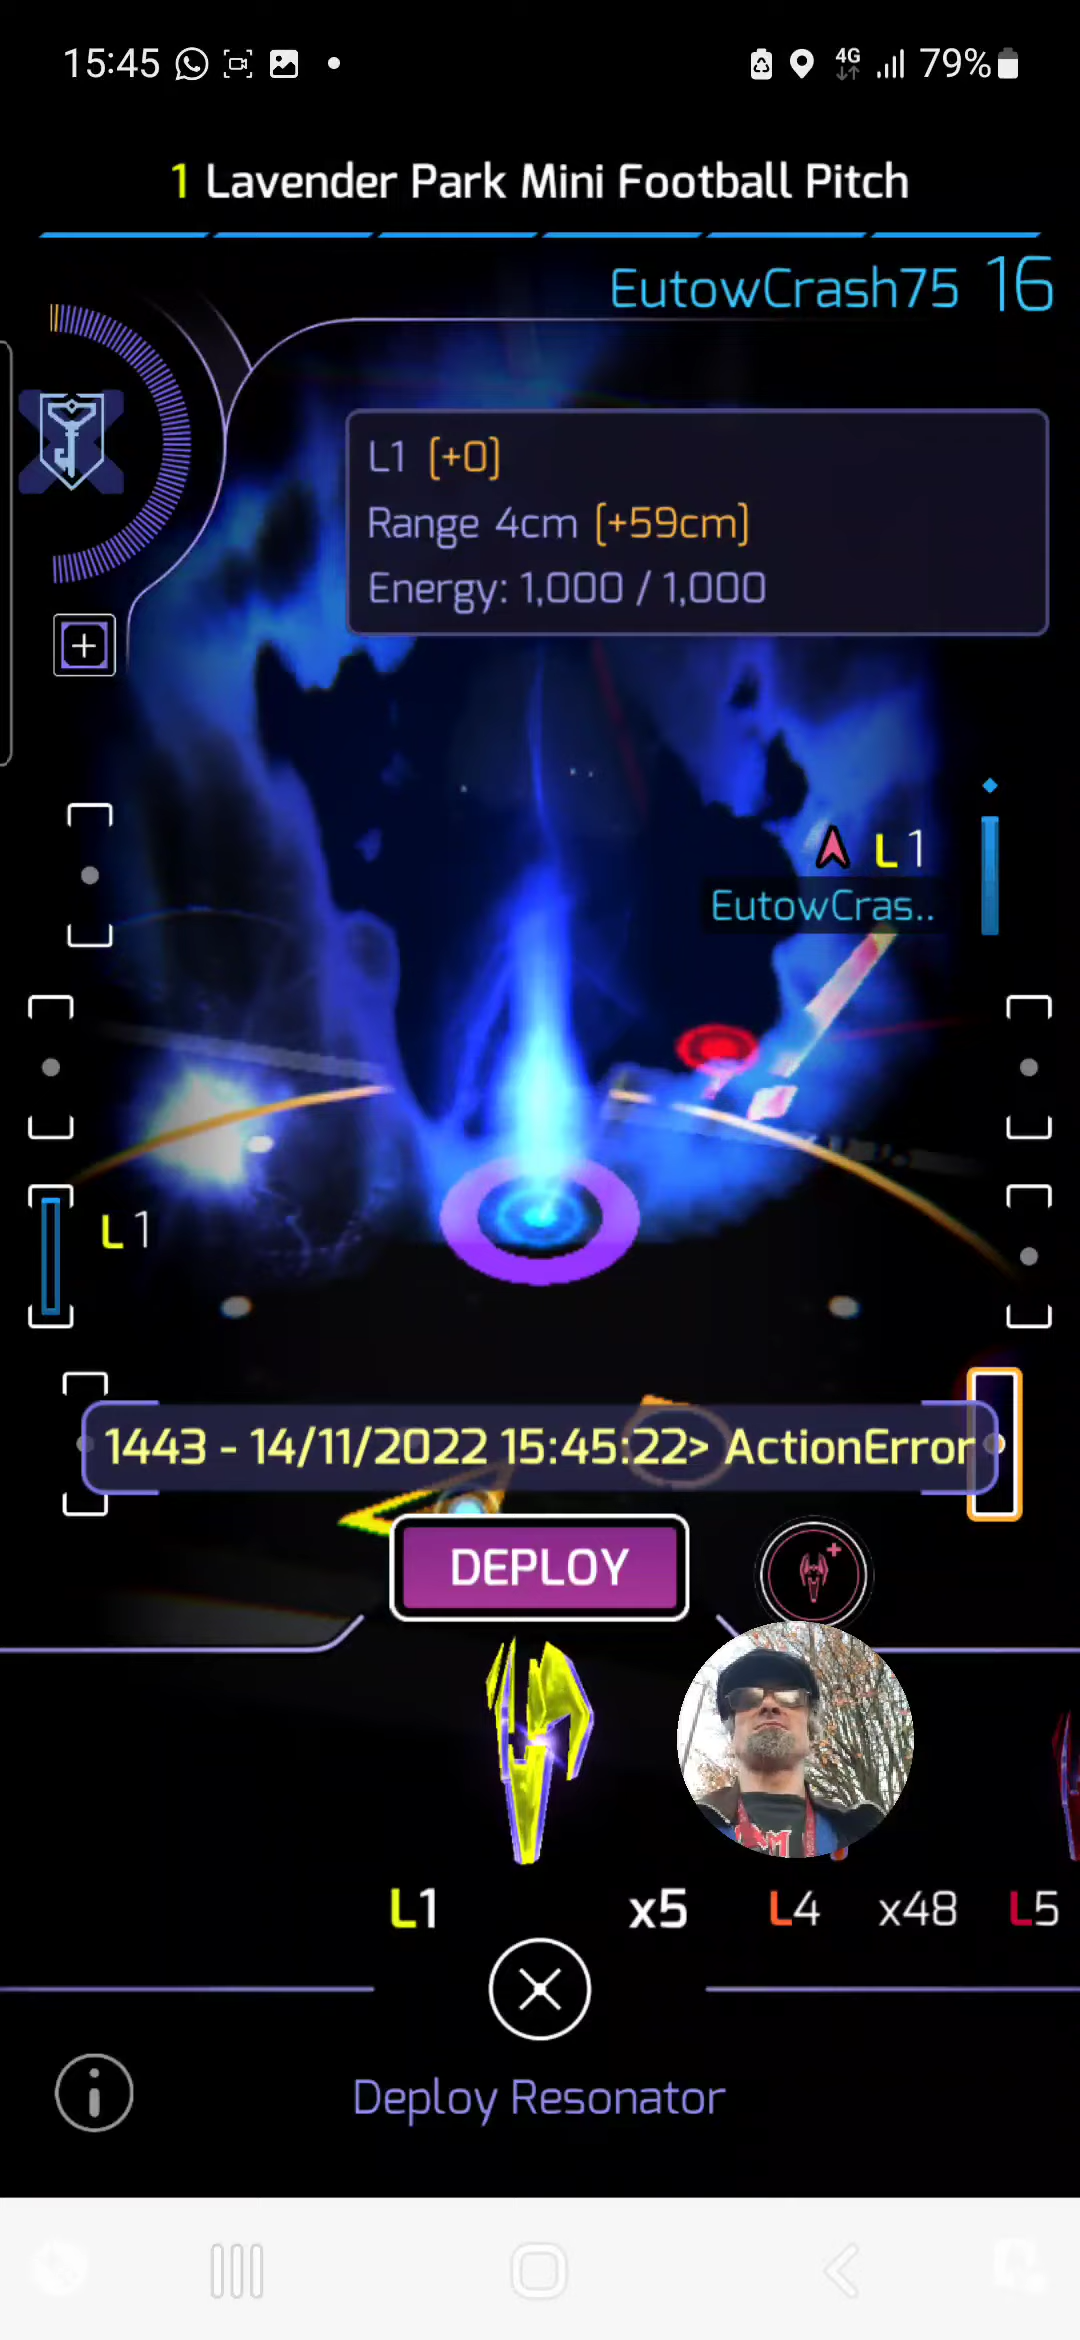 15:45 4G 79%
1 Lavender Park Mini Football Pitch
EutowCrash75 16
L1 [+0]
Range 4cm [+59cm]
Energy: 1,000 / 1,000
L1
EutowCras..
L1
1443 - 14/11/2022 15:45:22> ActionError
DEPLOY
L1 x5 L4 x48 L5
Deploy Resonator